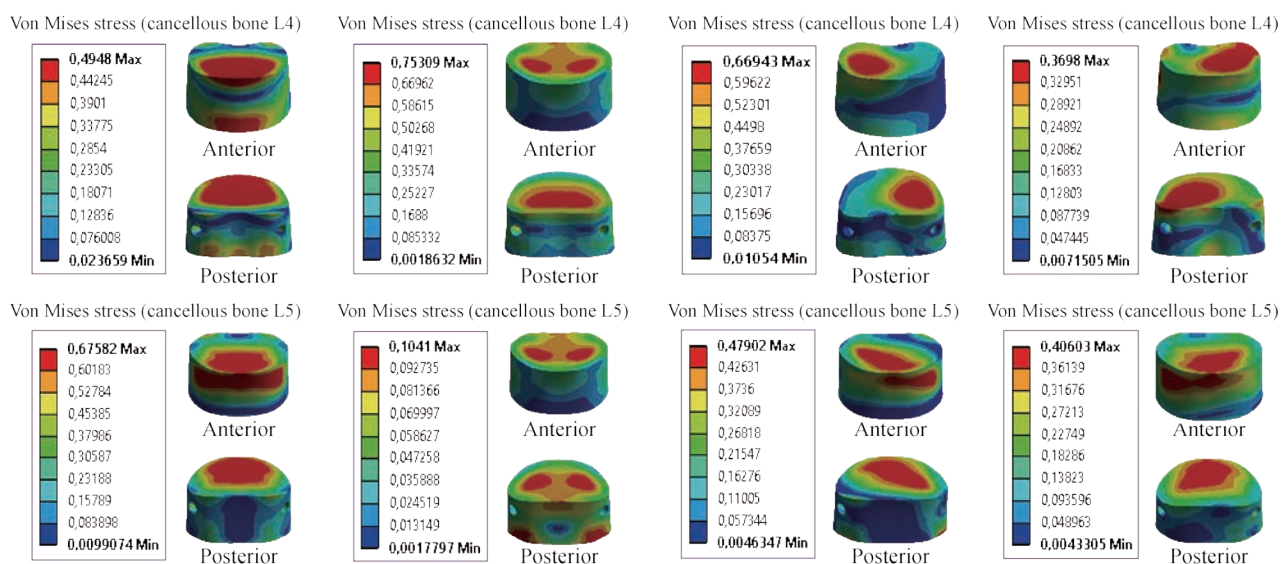 Von Mises stress (cancellous bone L4)
0,4948 Max
0,44245
0,3901
0,33775
0,2854
0,23305
0,18071
0,12836
0,076008
0,023659 Min
Anterior
Posterior
Von Mises stress (cancellous bone L4)
0,75309 Max
0,66962
0,58615
0,50268
0,41921
0,33574
0,25227
0,1688
0,085332
0,0018632 Min
Anterior
Posterior
Von Mises stress (cancellous bone L4)
0,66943 Max
0,59622
0,52301
0,4498
0,37659
0,30338
0,23017
0,15696
0,08375
0,01054 Min
Anterior
Posterior
Von Mises stress (cancellous bone L4)
0,3698 Max
0,32951
0,28921
0,24892
0,20862
0,16833
0,12803
0,087739
0,047445
0,0071505 Min
Anterior
Posterior
Von Mises stress (cancellous bone L5)
0,67582 Max
0,60183
0,52784
0,45385
0,37986
0,30587
0,23188
0,15789
0,083898
0,0099074 Min
Anterior
Posterior
Von Mises stress (cancellous bone L5)
0,1041 Max
0,092735
0,081366
0,069997
0,058627
0,047258
0,035888
0,024519
0,013149
0,0017797 Min
Anterior
Posterior
Von Mises stress (cancellous bone L5)
0,47902 Max
0,42631
0,3736
0,32089
0,26818
0,21547
0,16276
0,11005
0,057344
0,0046347 Min
Anterior
Posterior
Von Mises stress (cancellous bone L5)
0,40603 Max
0,36139
0,31676
0,27213
0,22749
0,18286
0,13823
0,093596
0,048963
0,0043305 Min
Anterior
Posterior